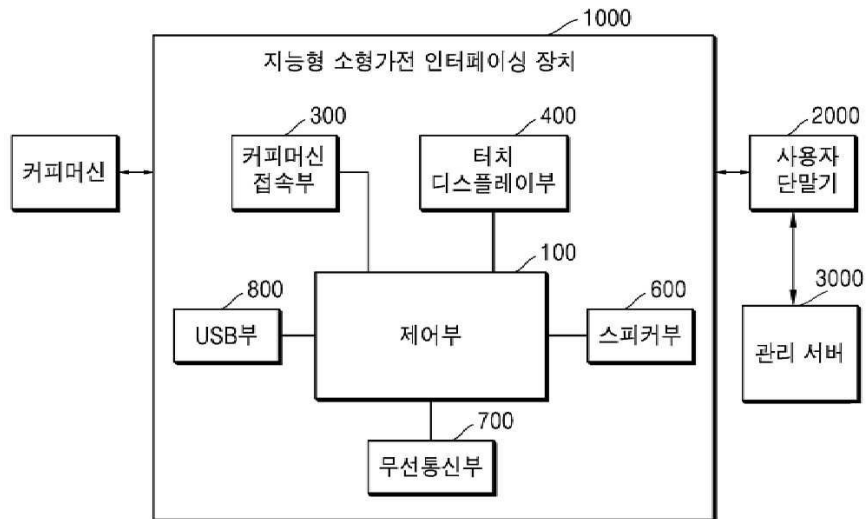 1000
지능형 소형가전 인터페이싱 장치
300
400
2000
커피머신
커피머신
접속부
터치
디스플레이부
사용자
단말기
100
800
600
3000
USB부
제어부
스피커부
관리 서버
700
무선통신부